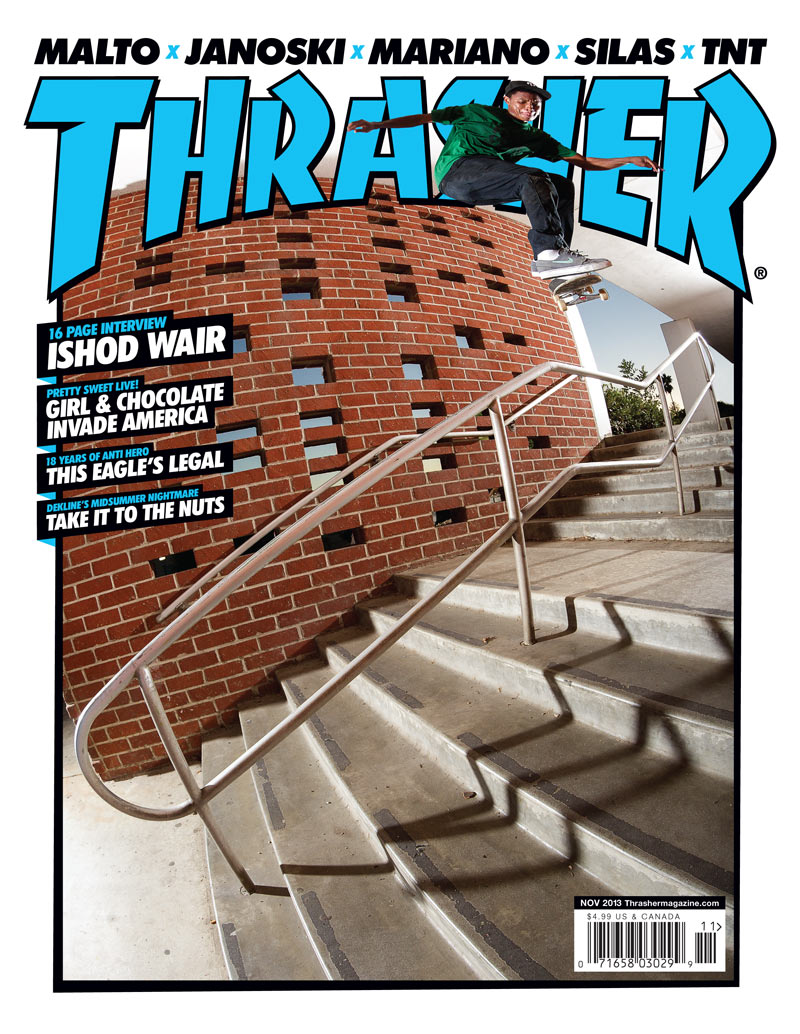 MALTO x JANOSKI x MARIANO x SILAS x TNT
THRASHER
®
16 PAGE INTERVIEW
ISHOD WAIR
PRETTY SWEET LIVE!
GIRL & CHOCOLATE
INVADE AMERICA
18 YEARS OF ANTI HERO
THIS EAGLE'S LEGAL
DEKLINE'S MIDSUMMER NIGHTMARE
TAKE IT TO THE NUTS
NOV 2013 Thrashermagazine.com
$4.99 US & CANADA
11>
0 71658 03029 9